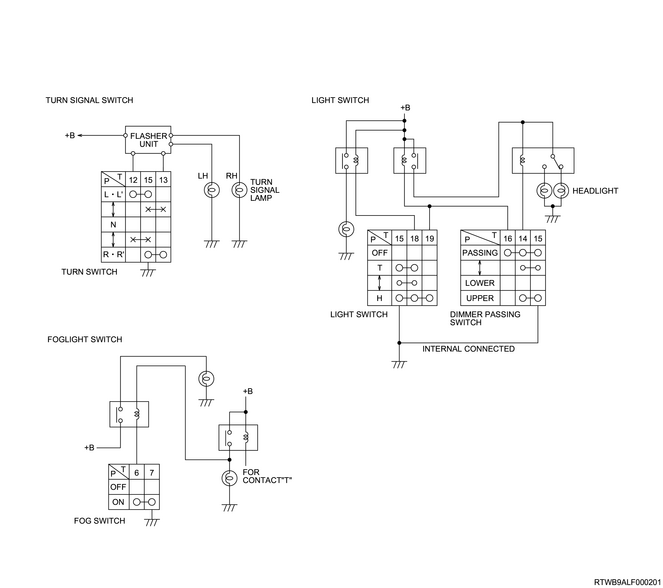 TURN SIGNAL SWITCH
+B
FLASHER
UNIT
LH
RH
TURN
SIGNAL
LAMP
P T 12 15 13
L・L'
N
R・R'
TURN SWITCH
LIGHT SWITCH
+B
HEADLIGHT
P T 15 18 19
OFF
T
H
LIGHT SWITCH
P T 16 14 15
PASSING
LOWER
UPPER
DIMMER PASSING
SWITCH
INTERNAL CONNECTED
FOGLIGHT SWITCH
+B
+B
FOR
CONTACT"T"
P T 6 7
OFF
ON
FOG SWITCH
RTWB9ALF000201